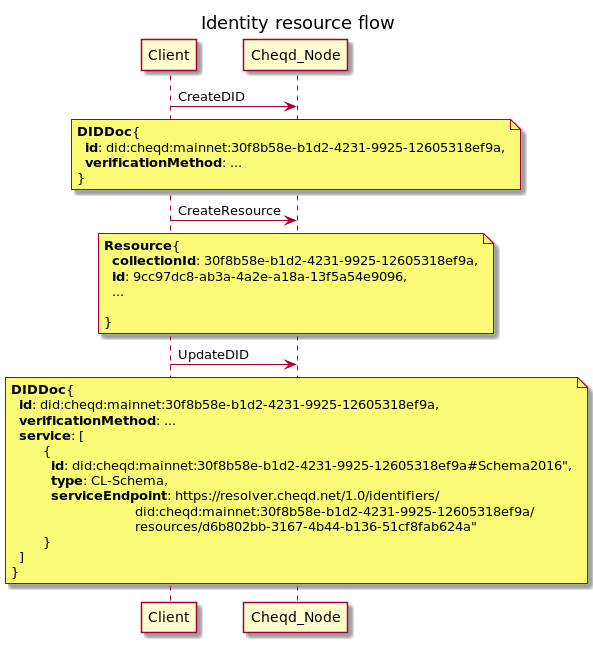 Identity resource flow
Client Cheqd_Node
CreateDID
DIDDoc{
id: did:cheqd:mainnet:30f8b58e-b1d2-4231-9925-12605318ef9a,
verificationMethod: ...
}
CreateResource
Resource{
collectionId: 30f8b58e-b1d2-4231-9925-12605318ef9a,
id: 9cc97dc8-ab3a-4a2e-a18a-13f5a54e9096,
...
}
UpdateDID
DIDDoc{
id: did:cheqd:mainnet:30f8b58e-b1d2-4231-9925-12605318ef9a,
verificationMethod: ...
service: [
{
id: did:cheqd:mainnet:30f8b58e-b1d2-4231-9925-12605318ef9a#Schema2016",
type: CL-Schema,
serviceEndpoint: https://resolver.cheqd.net/1.0/identifiers/
did:cheqd:mainnet:30f8b58e-b1d2-4231-9925-12605318ef9a/
resources/d6b802bb-3167-4b44-b136-51cf8fab624a"
}
]
}
Client Cheqd_Node